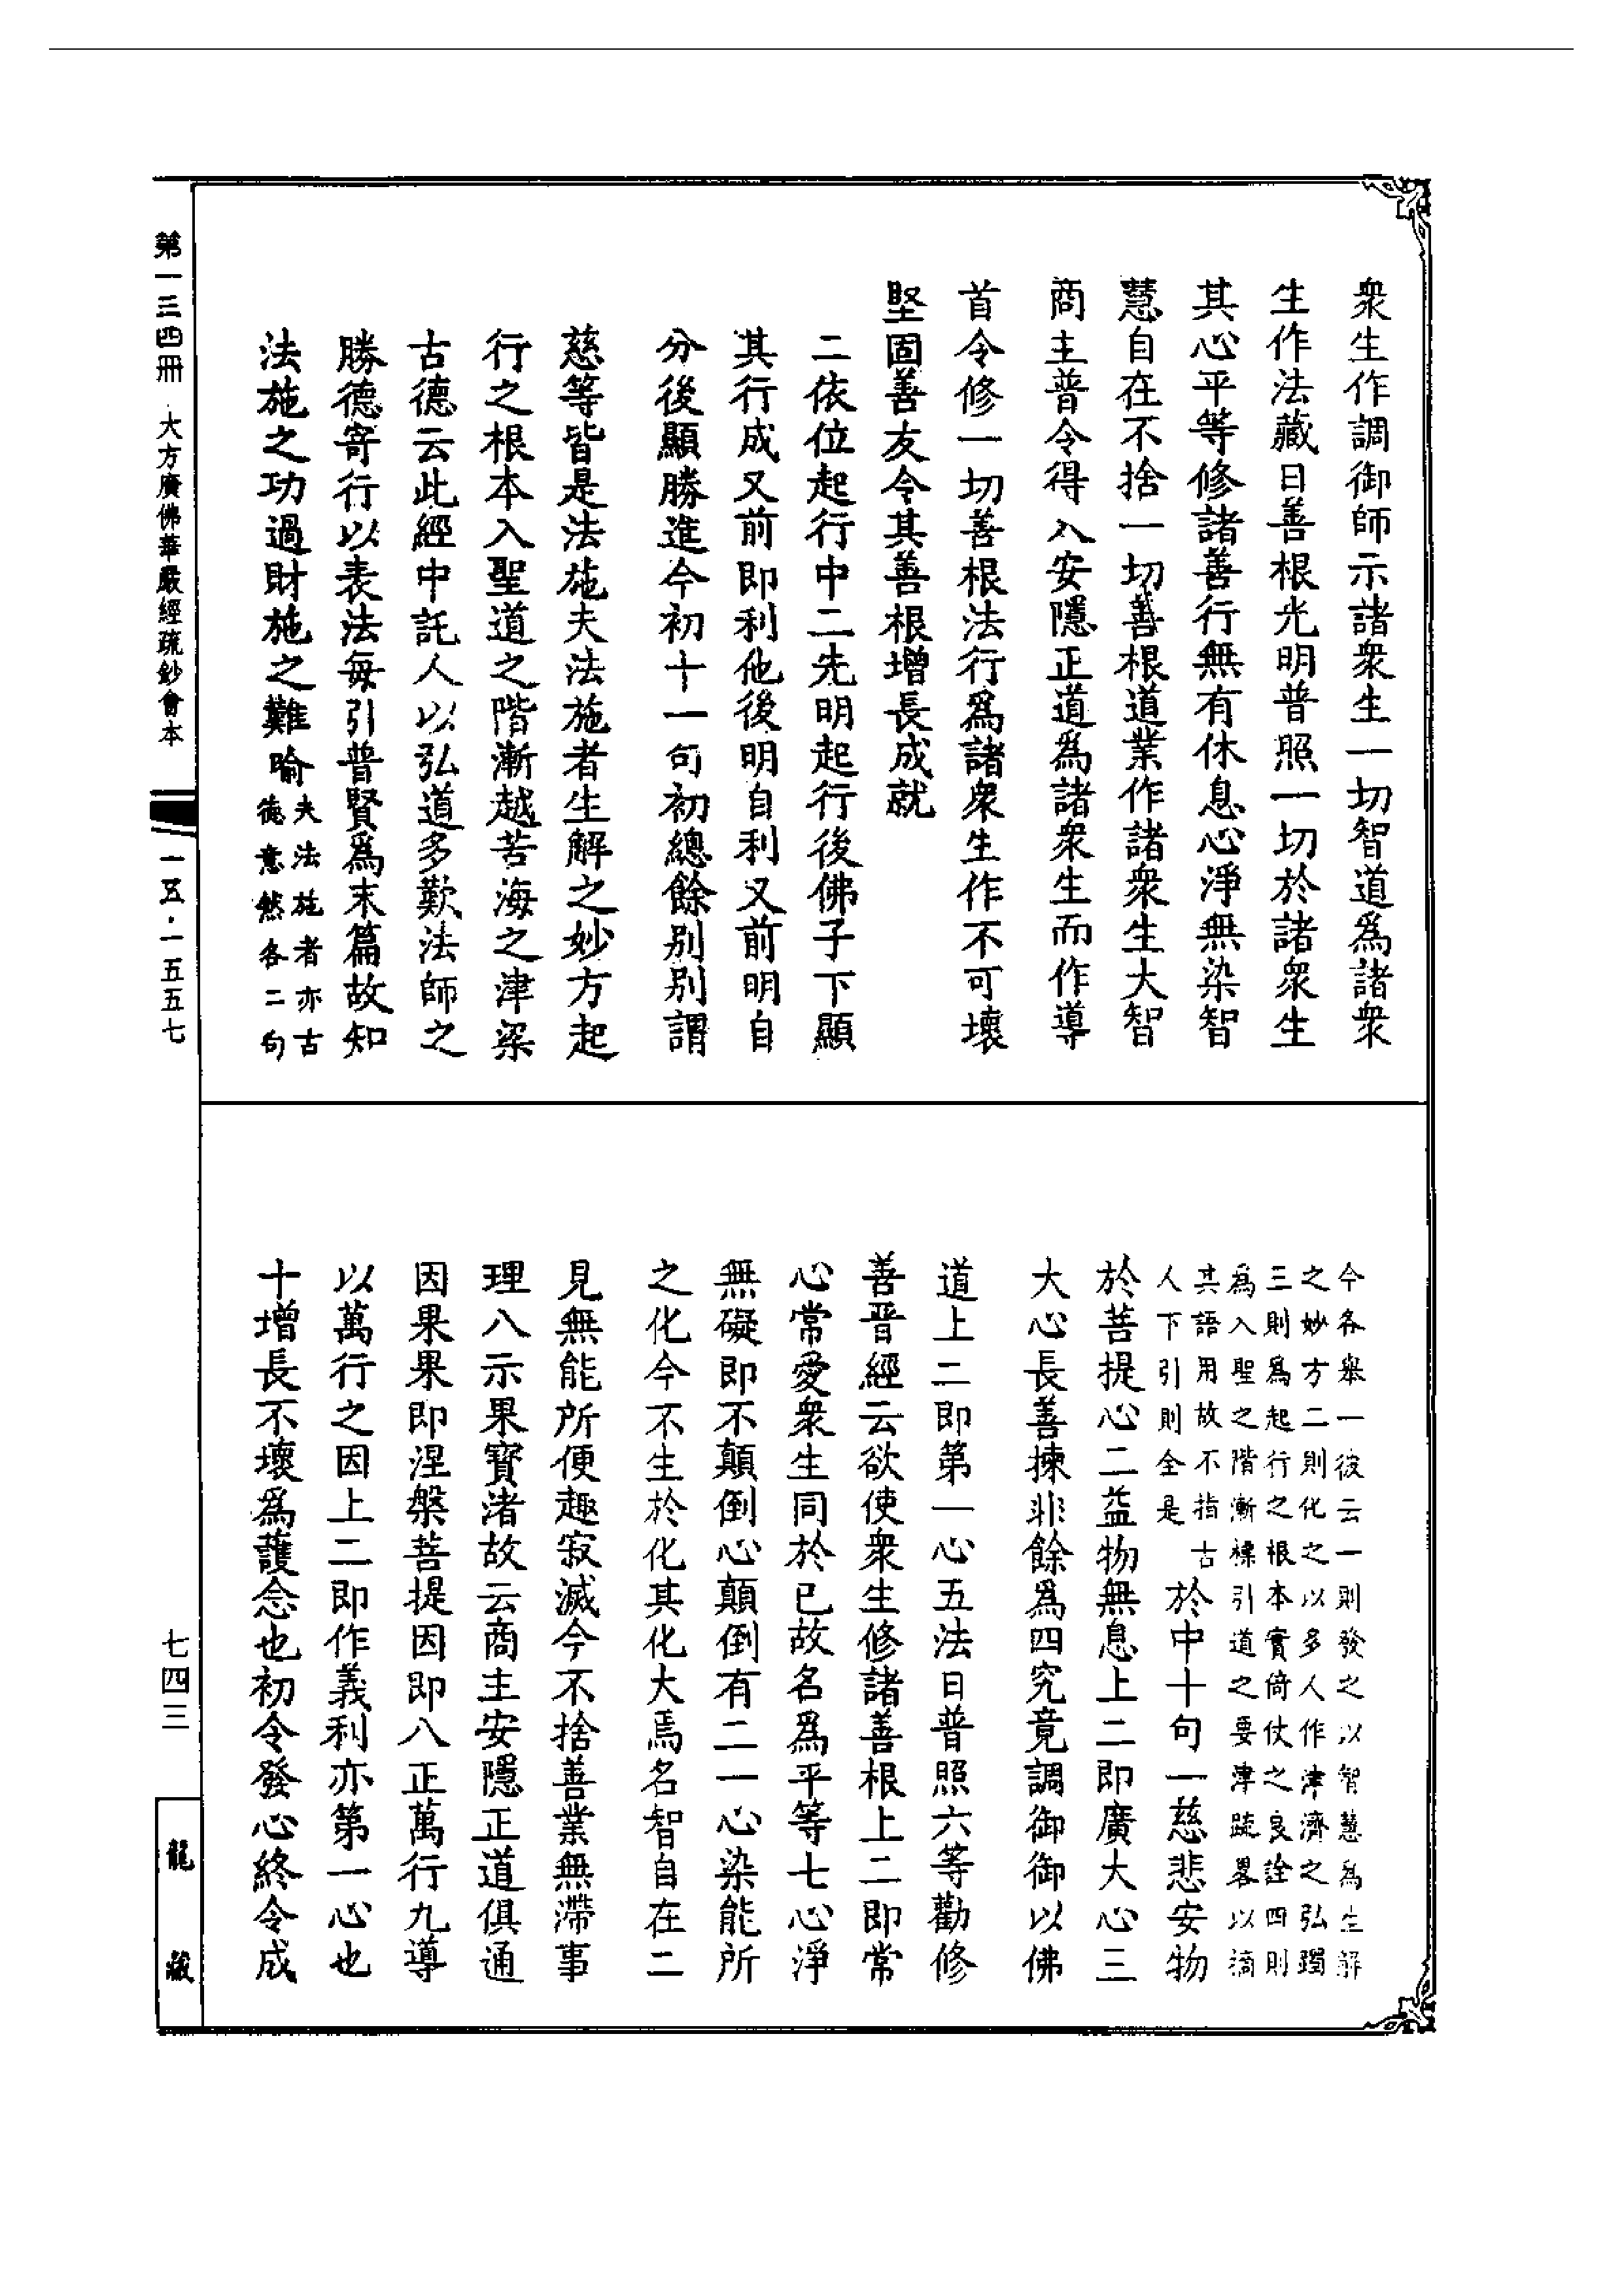 衆生作調御師示諸衆生一切智道爲諸衆
生作法藏日善根光明普照一切於諸衆生
其心平等修諸善行無有休息心淨無染智
慧自在不捨一切善根道業作諸衆生大智
商主普令得入安隱正道爲諸衆生而作導
首令修一切善根法行爲諸衆生作不可壞
堅固善友令其善根增長成就
二依位起行中二先明起行後佛子下顯
其行成又前即利他後明自利又前明自
分後顯勝進今初十一句初總餘別別謂
慈等皆是法施夫法施者生解之妙方起
行之根本入聖道之階漸越苦海之津梁
古德云此經中託人以弘道多歎法師之
勝德寄行以表法每引普賢爲末篇故知
法施之功過財施之難喻
夫法施者亦古
德意然各二句
今各舉一彼云一則發之以智慧爲生解
之妙方二則化之以多人作津濟之弘躅
三則爲起行之根本實倚仗之良詮四則
爲入聖之階漸標引道之要津疏畧以摘
其語用故不指古
人下引則全是
於中十句一慈悲安物
於菩提心二益物無息上二即廣大心三
大心長善揀非餘爲四究竟調御御以佛
道上二即第一心五法日普照六等勸修
善晉經云欲使衆生修諸善根上二即常
心常愛衆生同於已故名爲平等七心淨
無礙即不顛倒心顛倒有二一心染能所
之化今不生於化其化大焉名智自在二
見無能所便趣寂滅今不捨善業無滯事
理八示果寶渚故云商主安隱正道俱通
因果果即涅槃菩提因即八正萬行九導
以萬行之因上二即作義利亦第一心也
十增長不壞爲護念也初令發心終令成
第一三四冊 大方廣佛華嚴經疏鈔會本
一五·一五五七
七四三
龍藏